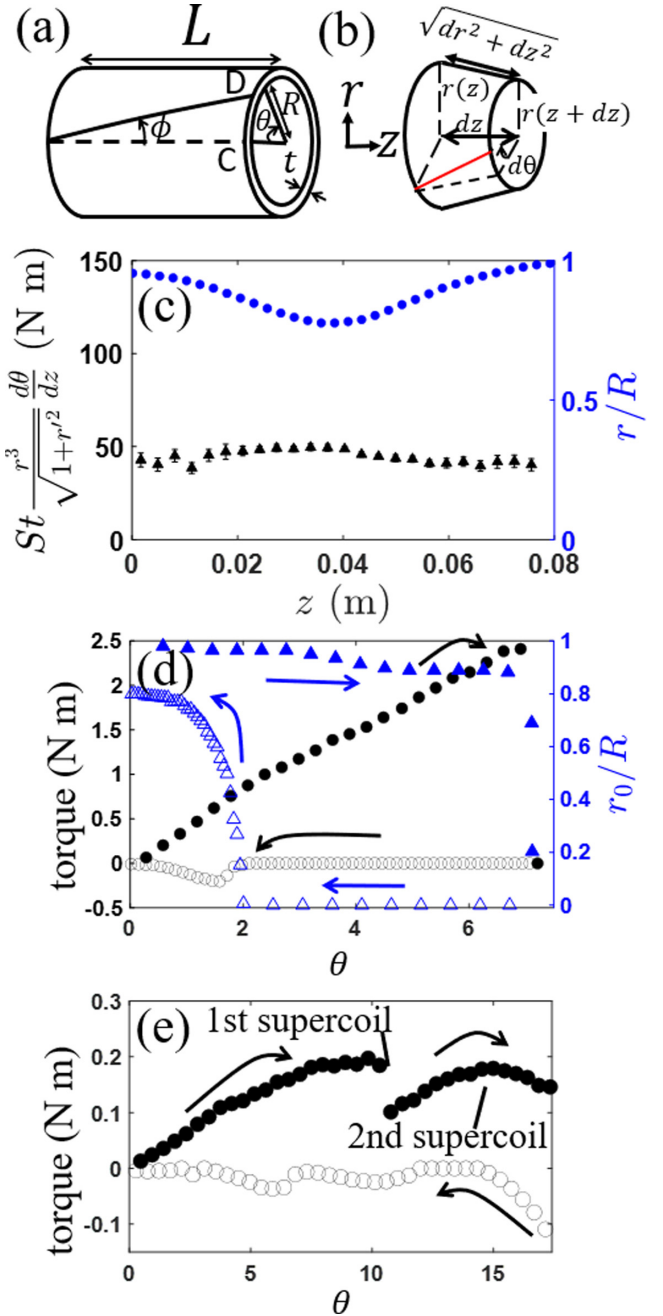 (a)
L
D
R
θ
ϕ
C
t
(b)
√dr² + dz²
r
Z
r(z)
r(z + dz)
dz
dθ
(c)
St r³/√1+r′² dθ/dz (N m)
150
100
50
0
1
0.5
0
r/R
0 0.02 0.04 0.06 0.08
z (m)
(d)
torque (N m)
2.5
2
1.5
1
0.5
0
-0.5
1
0.8
0.6
0.4
0.2
0
r₀/R
0 2 4 6
θ
(e)
1st supercoil
2nd supercoil
torque (N m)
0.3
0.2
0.1
0
-0.1
0 5 10 15
θ